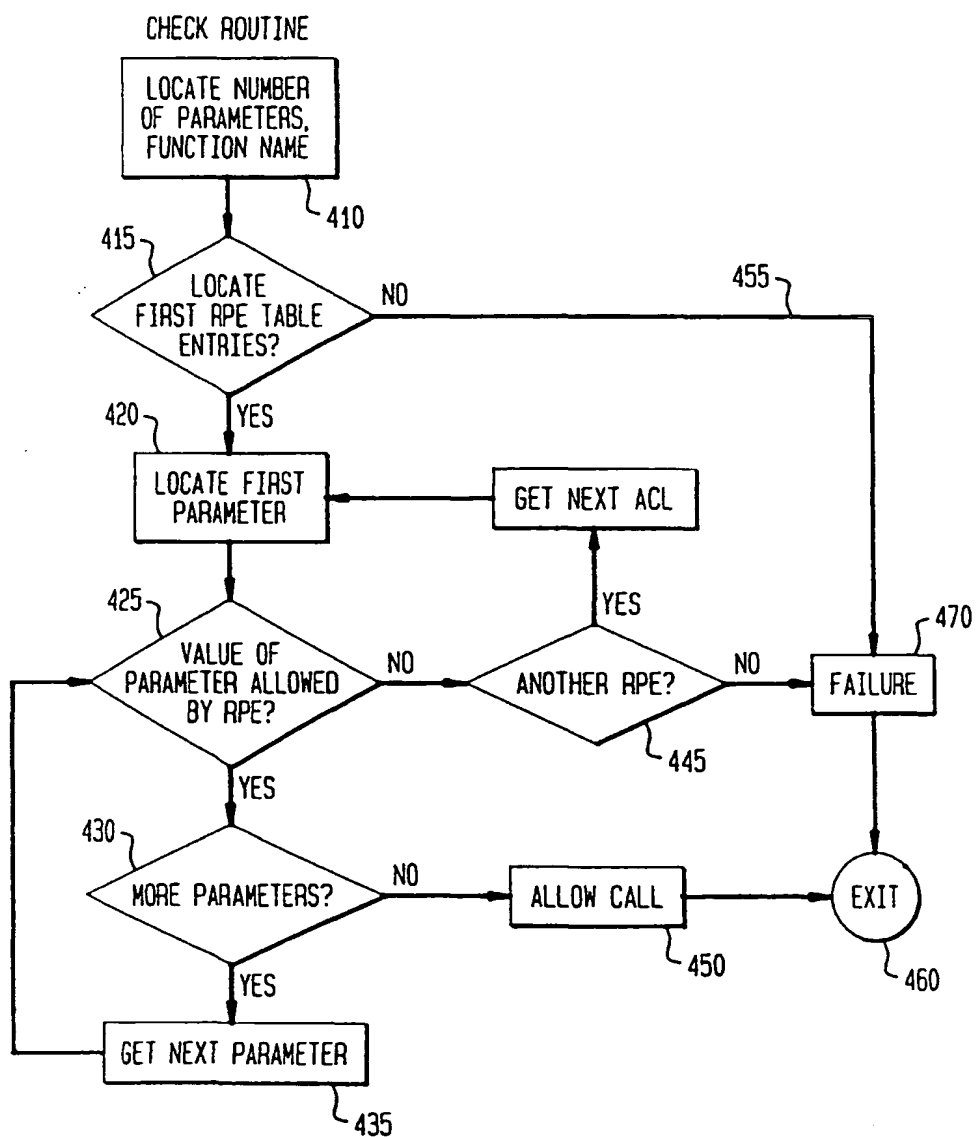 CHECK ROUTINE
LOCATE NUMBER
OF PARAMETERS,
FUNCTION NAME
410
415
LOCATE
FIRST RPE TABLE
ENTRIES?
NO
455
YES
420
LOCATE FIRST
PARAMETER
GET NEXT ACL
YES
425
VALUE OF
PARAMETER ALLOWED
BY RPE?
NO
ANOTHER RPE?
NO
470
FAILURE
445
YES
430
MORE PARAMETERS?
NO
ALLOW CALL
450
EXIT
460
YES
GET NEXT PARAMETER
435